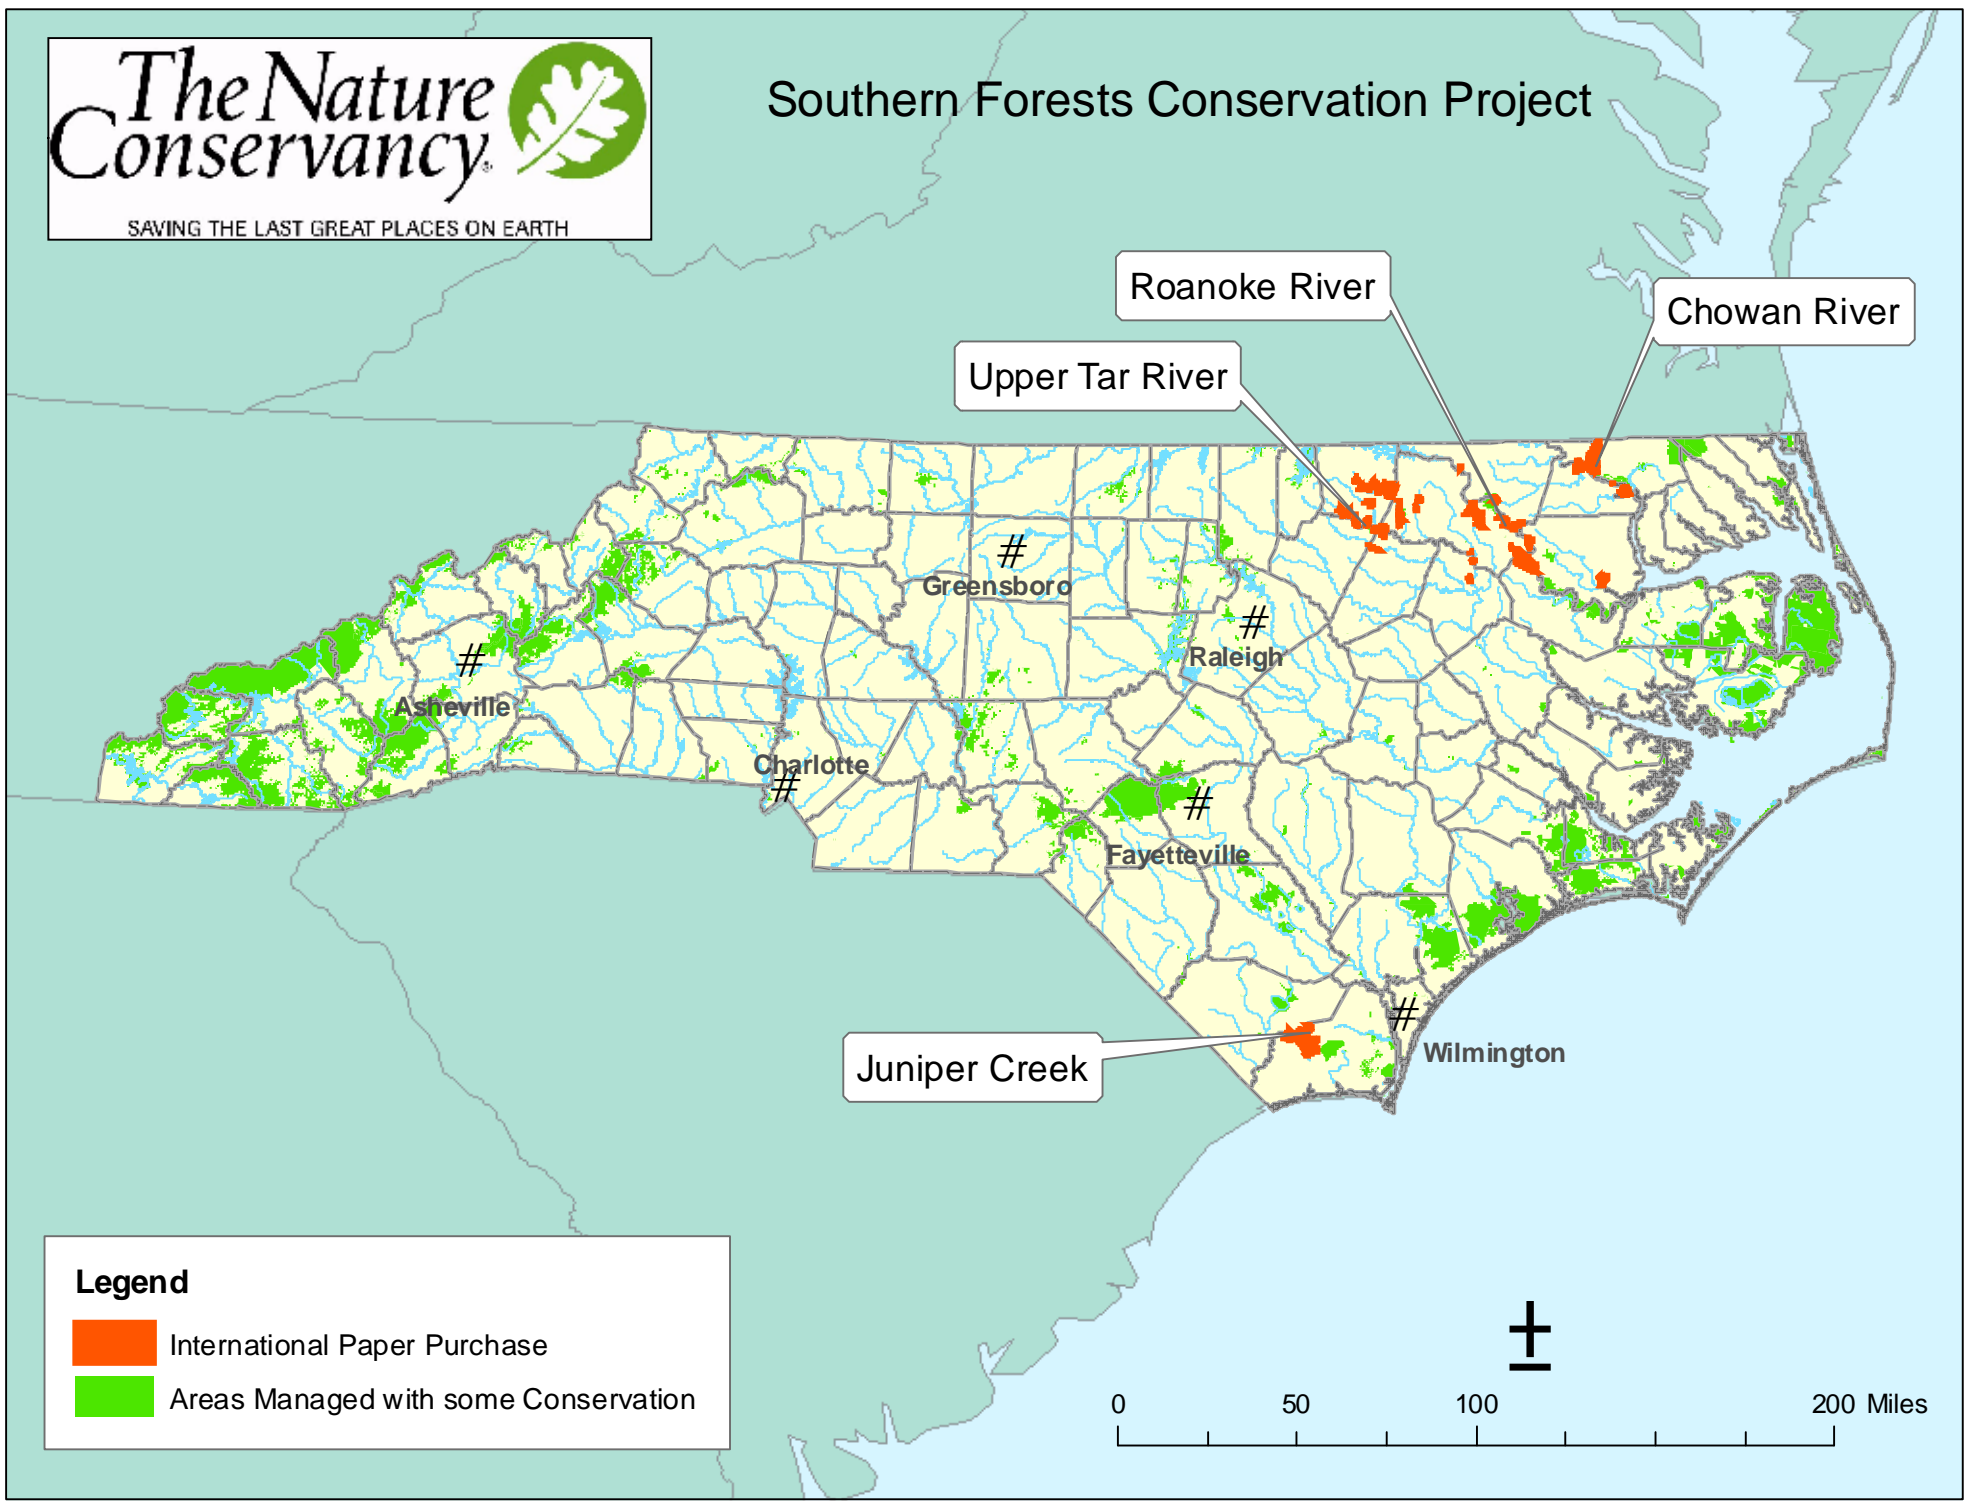 The Nature
Conservancy®
SAVING THE LAST GREAT PLACES ON EARTH
Southern Forests Conservation Project
Roanoke River
Chowan River
Upper Tar River
#
Greensboro
#
Raleigh
#
Asheville
Charlotte
#
#
Fayetteville
#
Wilmington
Juniper Creek
Legend
International Paper Purchase
Areas Managed with some Conservation
±
0 50 100 200 Miles